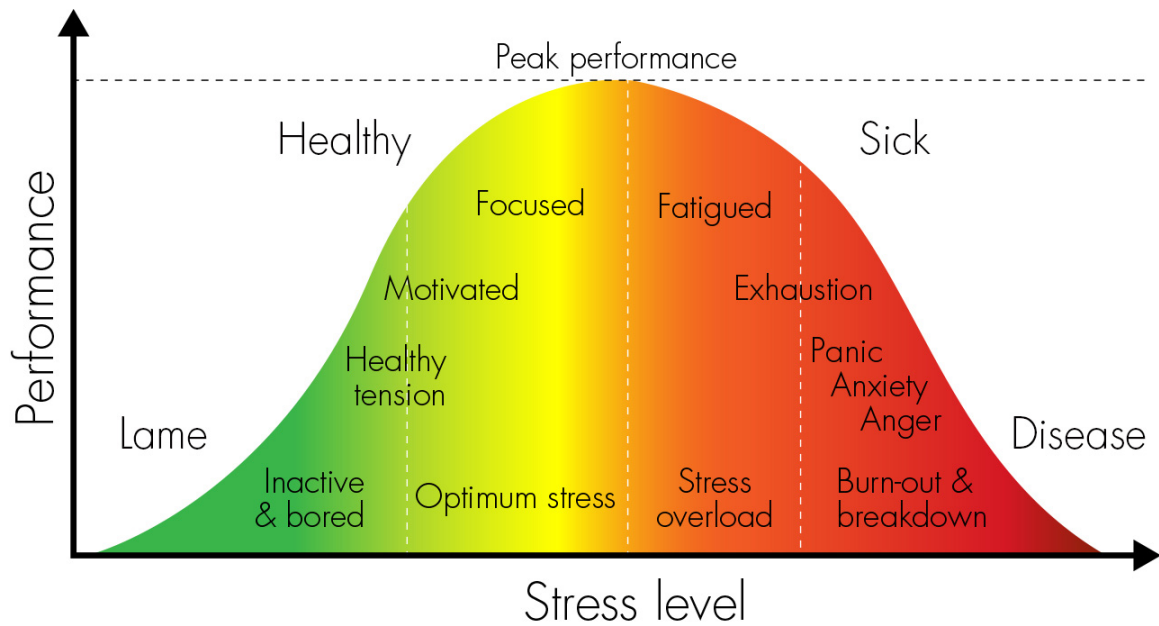 Peak performance
Healthy
Sick
Focused
Fatigued
Motivated
Exhaustion
Healthy
tension
Panic
Anxiety
Anger
Lame
Disease
Inactive
& bored
Optimum stress
Stress
overload
Burn-out &
breakdown
Performance
Stress level